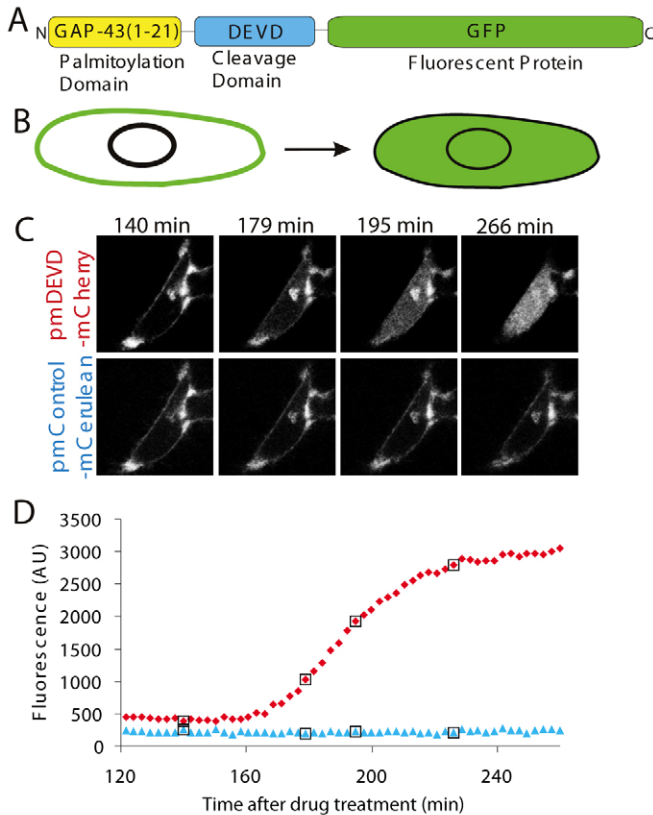 A
N GAP-43(1-21) DEVD GFP C
Palmitoylation Domain
Cleavage Domain
Fluorescent Protein
B
C
140 min 179 min 195 min 266 min
pmDEVD -mCherry
pmControl -mCerulean
D
Fluorescence (AU)
3500
3000
2500
2000
1500
1000
500
0
120 160 200 240
Time after drug treatment (min)